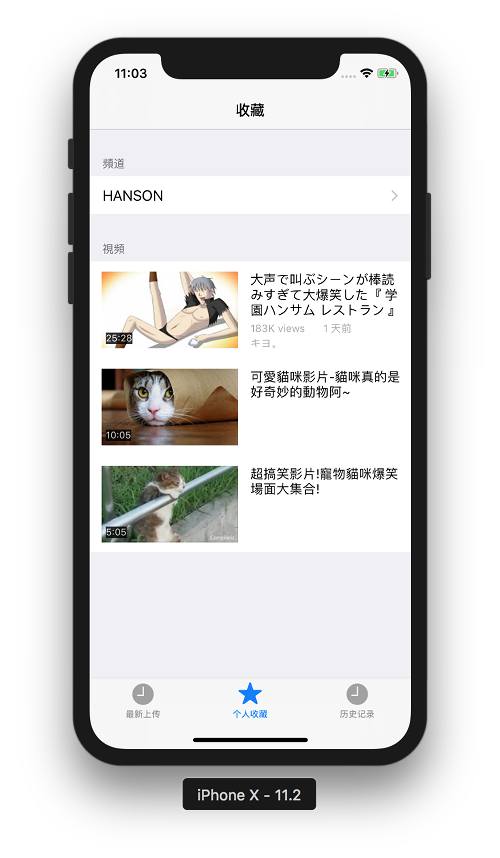 11:03
收藏
頻道
HANSON
視頻
大声で叫ぶシーンが棒読
みすぎて大爆笑した『 学
園ハンサム レストラン 』
25:28
183K views 1 天前
キヨ。
可愛貓咪影片-貓咪真的是
好奇妙的動物阿~
10:05
超搞笑影片!寵物貓咪爆笑
場面大集合!
5:05
最新上传
个人收藏
历史记录
iPhone X - 11.2